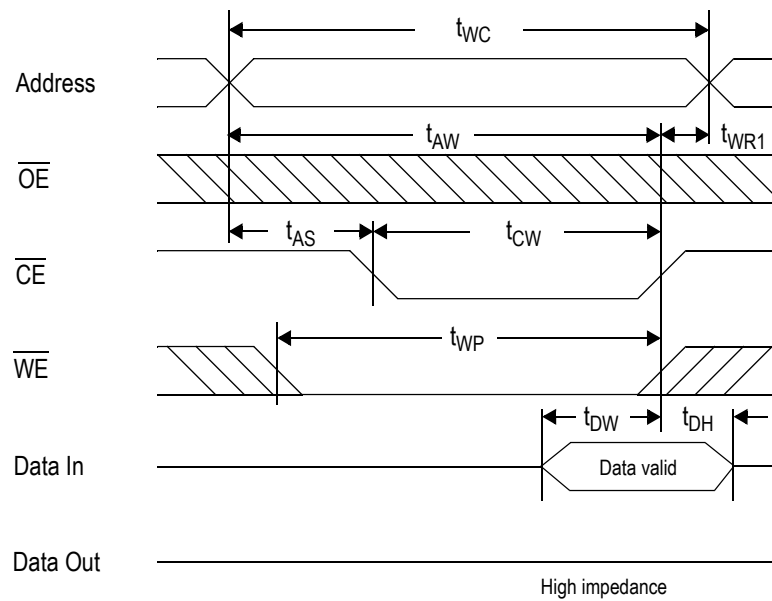 tWC
Address
tAW tWR1
OE
tAS tCW
CE
tWP
WE
tDW tDH
Data In Data valid
Data Out
High impedance